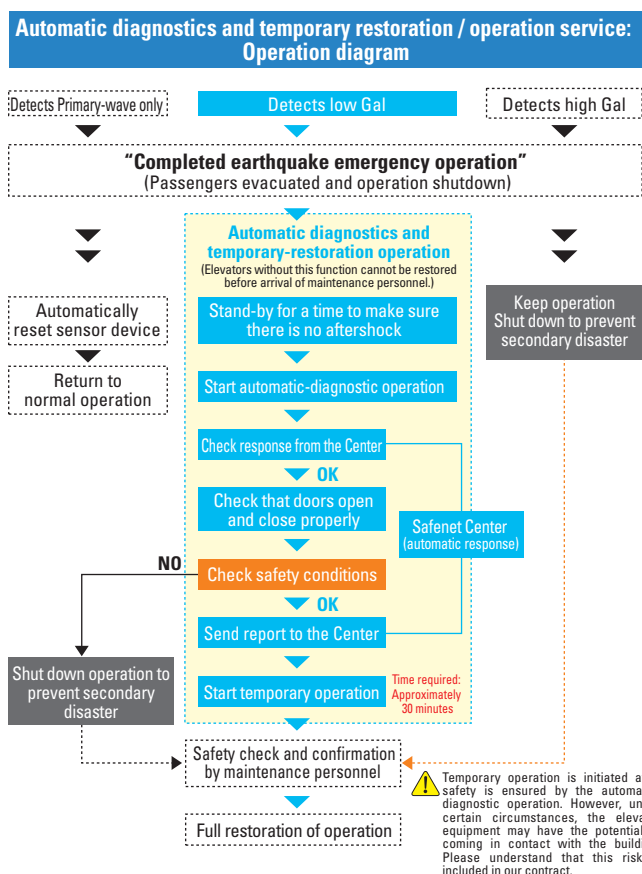 Automatic diagnostics and temporary restoration / operation service:
Operation diagram
Detects Primary-wave only
Detects low Gal
Detects high Gal
“Completed earthquake emergency operation”
(Passengers evacuated and operation shutdown)
Automatic diagnostics and
temporary-restoration operation
(Elevators without this function cannot be restored
before arrival of maintenance personnel.)
Automatically
reset sensor device
Return to
normal operation
Stand-by for a time to make sure
there is no aftershock
Keep operation
Shut down to prevent
secondary disaster
Start automatic-diagnostic operation
Check response from the Center
OK
Check that doors open
and close properly
Safenet Center
(automatic response)
NO
Check safety conditions
OK
Send report to the Center
Shut down operation to
prevent secondary
disaster
Start temporary operation
Time required:
Approximately
30 minutes
Safety check and confirmation
by maintenance personnel
Full restoration of operation
Temporary operation is initiated a
safety is ensured by the automa
diagnostic operation. However, un
certain circumstances, the eleva
equipment may have the potential
coming in contact with the buildi
Please understand that this risk
included in our contract.